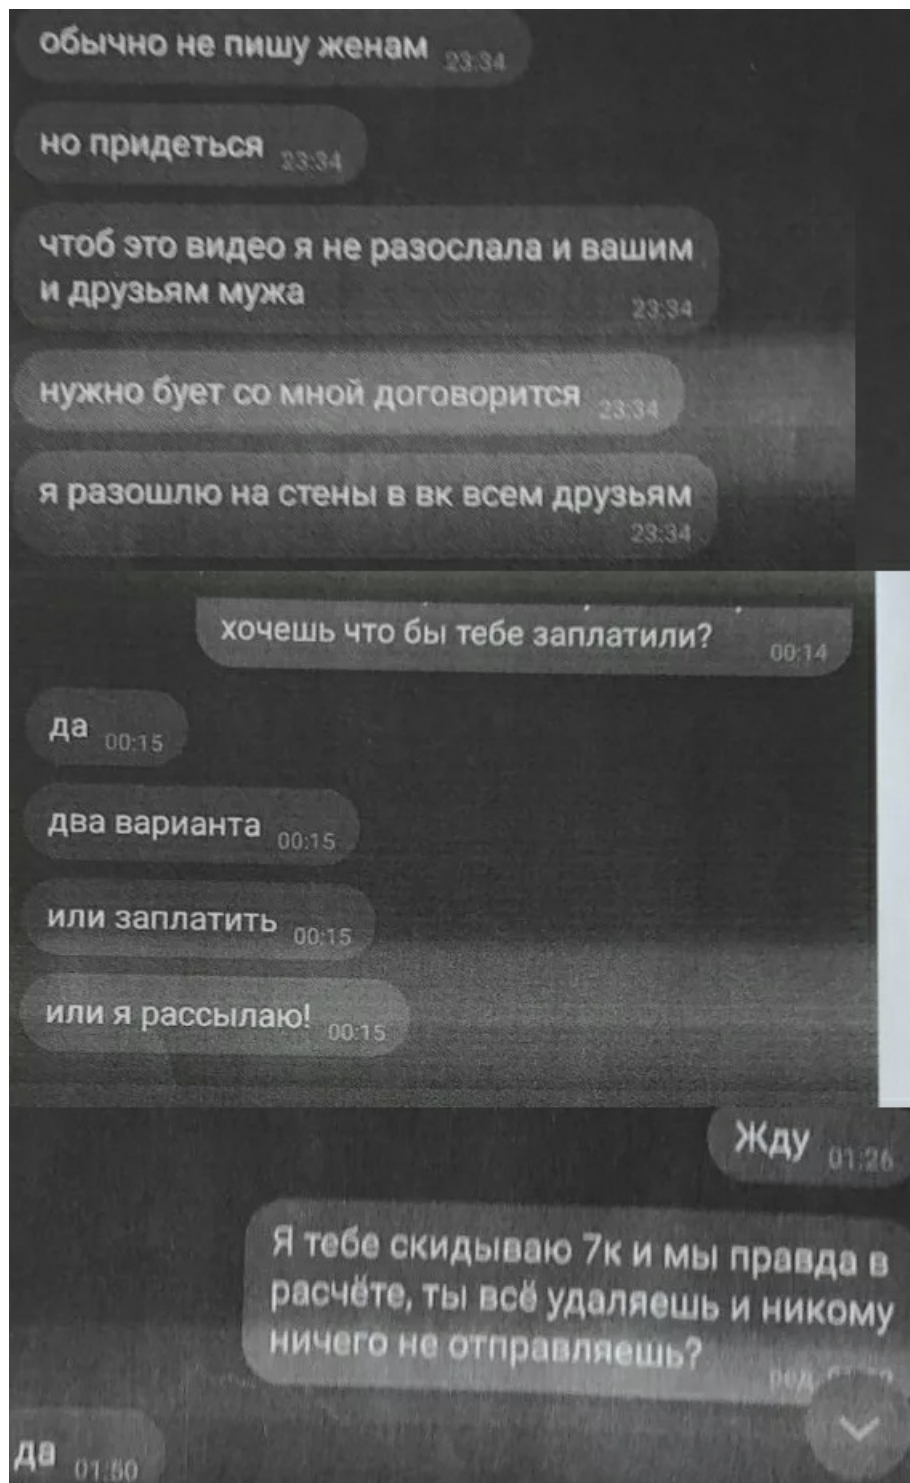 обычно не пишу женам 23:34
но придеться 23:34
чтоб это видео я не разослала и вашим
и друзьям мужа 23:34
нужно бует со мной договорится 23:34
я разошлю на стены в вк всем друзьям
23:34
хочешь что бы тебе заплатили? 00:14
да 00:15
два варианта 00:15
или заплатить 00:15
или я рассылаю! 00:15
Жду 01:26
Я тебе скидываю 7к и мы правда в
расчёте, ты всё удаляешь и никому
ничего не отправляешь?
ред.
да 01:50